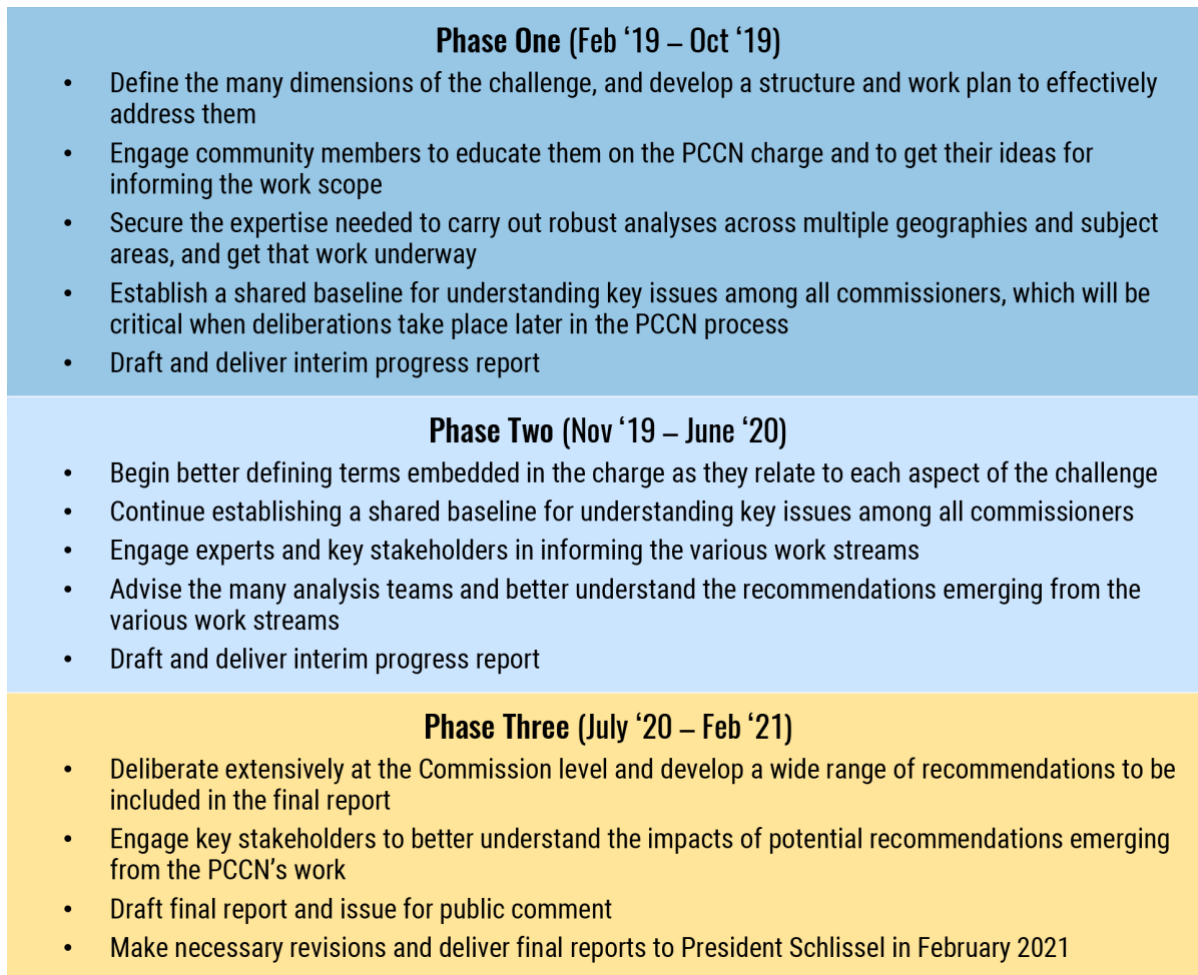 Phase One (Feb ‘19 – Oct ‘19)
• Define the many dimensions of the challenge, and develop a structure and work plan to effectively
address them
• Engage community members to educate them on the PCCN charge and to get their ideas for
informing the work scope
• Secure the expertise needed to carry out robust analyses across multiple geographies and subject
areas, and get that work underway
• Establish a shared baseline for understanding key issues among all commissioners, which will be
critical when deliberations take place later in the PCCN process
• Draft and deliver interim progress report
Phase Two (Nov ‘19 – June ‘20)
• Begin better defining terms embedded in the charge as they relate to each aspect of the challenge
• Continue establishing a shared baseline for understanding key issues among all commissioners
• Engage experts and key stakeholders in informing the various work streams
• Advise the many analysis teams and better understand the recommendations emerging from the
various work streams
• Draft and deliver interim progress report
Phase Three (July ‘20 – Feb ‘21)
• Deliberate extensively at the Commission level and develop a wide range of recommendations to be
included in the final report
• Engage key stakeholders to better understand the impacts of potential recommendations emerging
from the PCCN’s work
• Draft final report and issue for public comment
• Make necessary revisions and deliver final reports to President Schlissel in February 2021